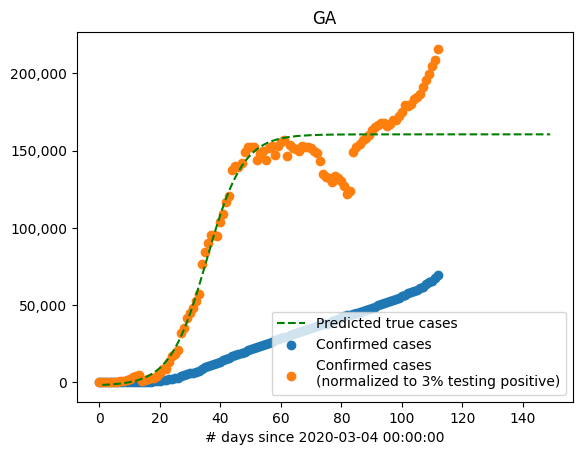 GA
200,000
150,000
100,000
50,000
0
Predicted true cases
Confirmed cases
Confirmed cases
(normalized to 3% testing positive)
0 20 40 60 80 100 120 140
# days since 2020-03-04 00:00:00